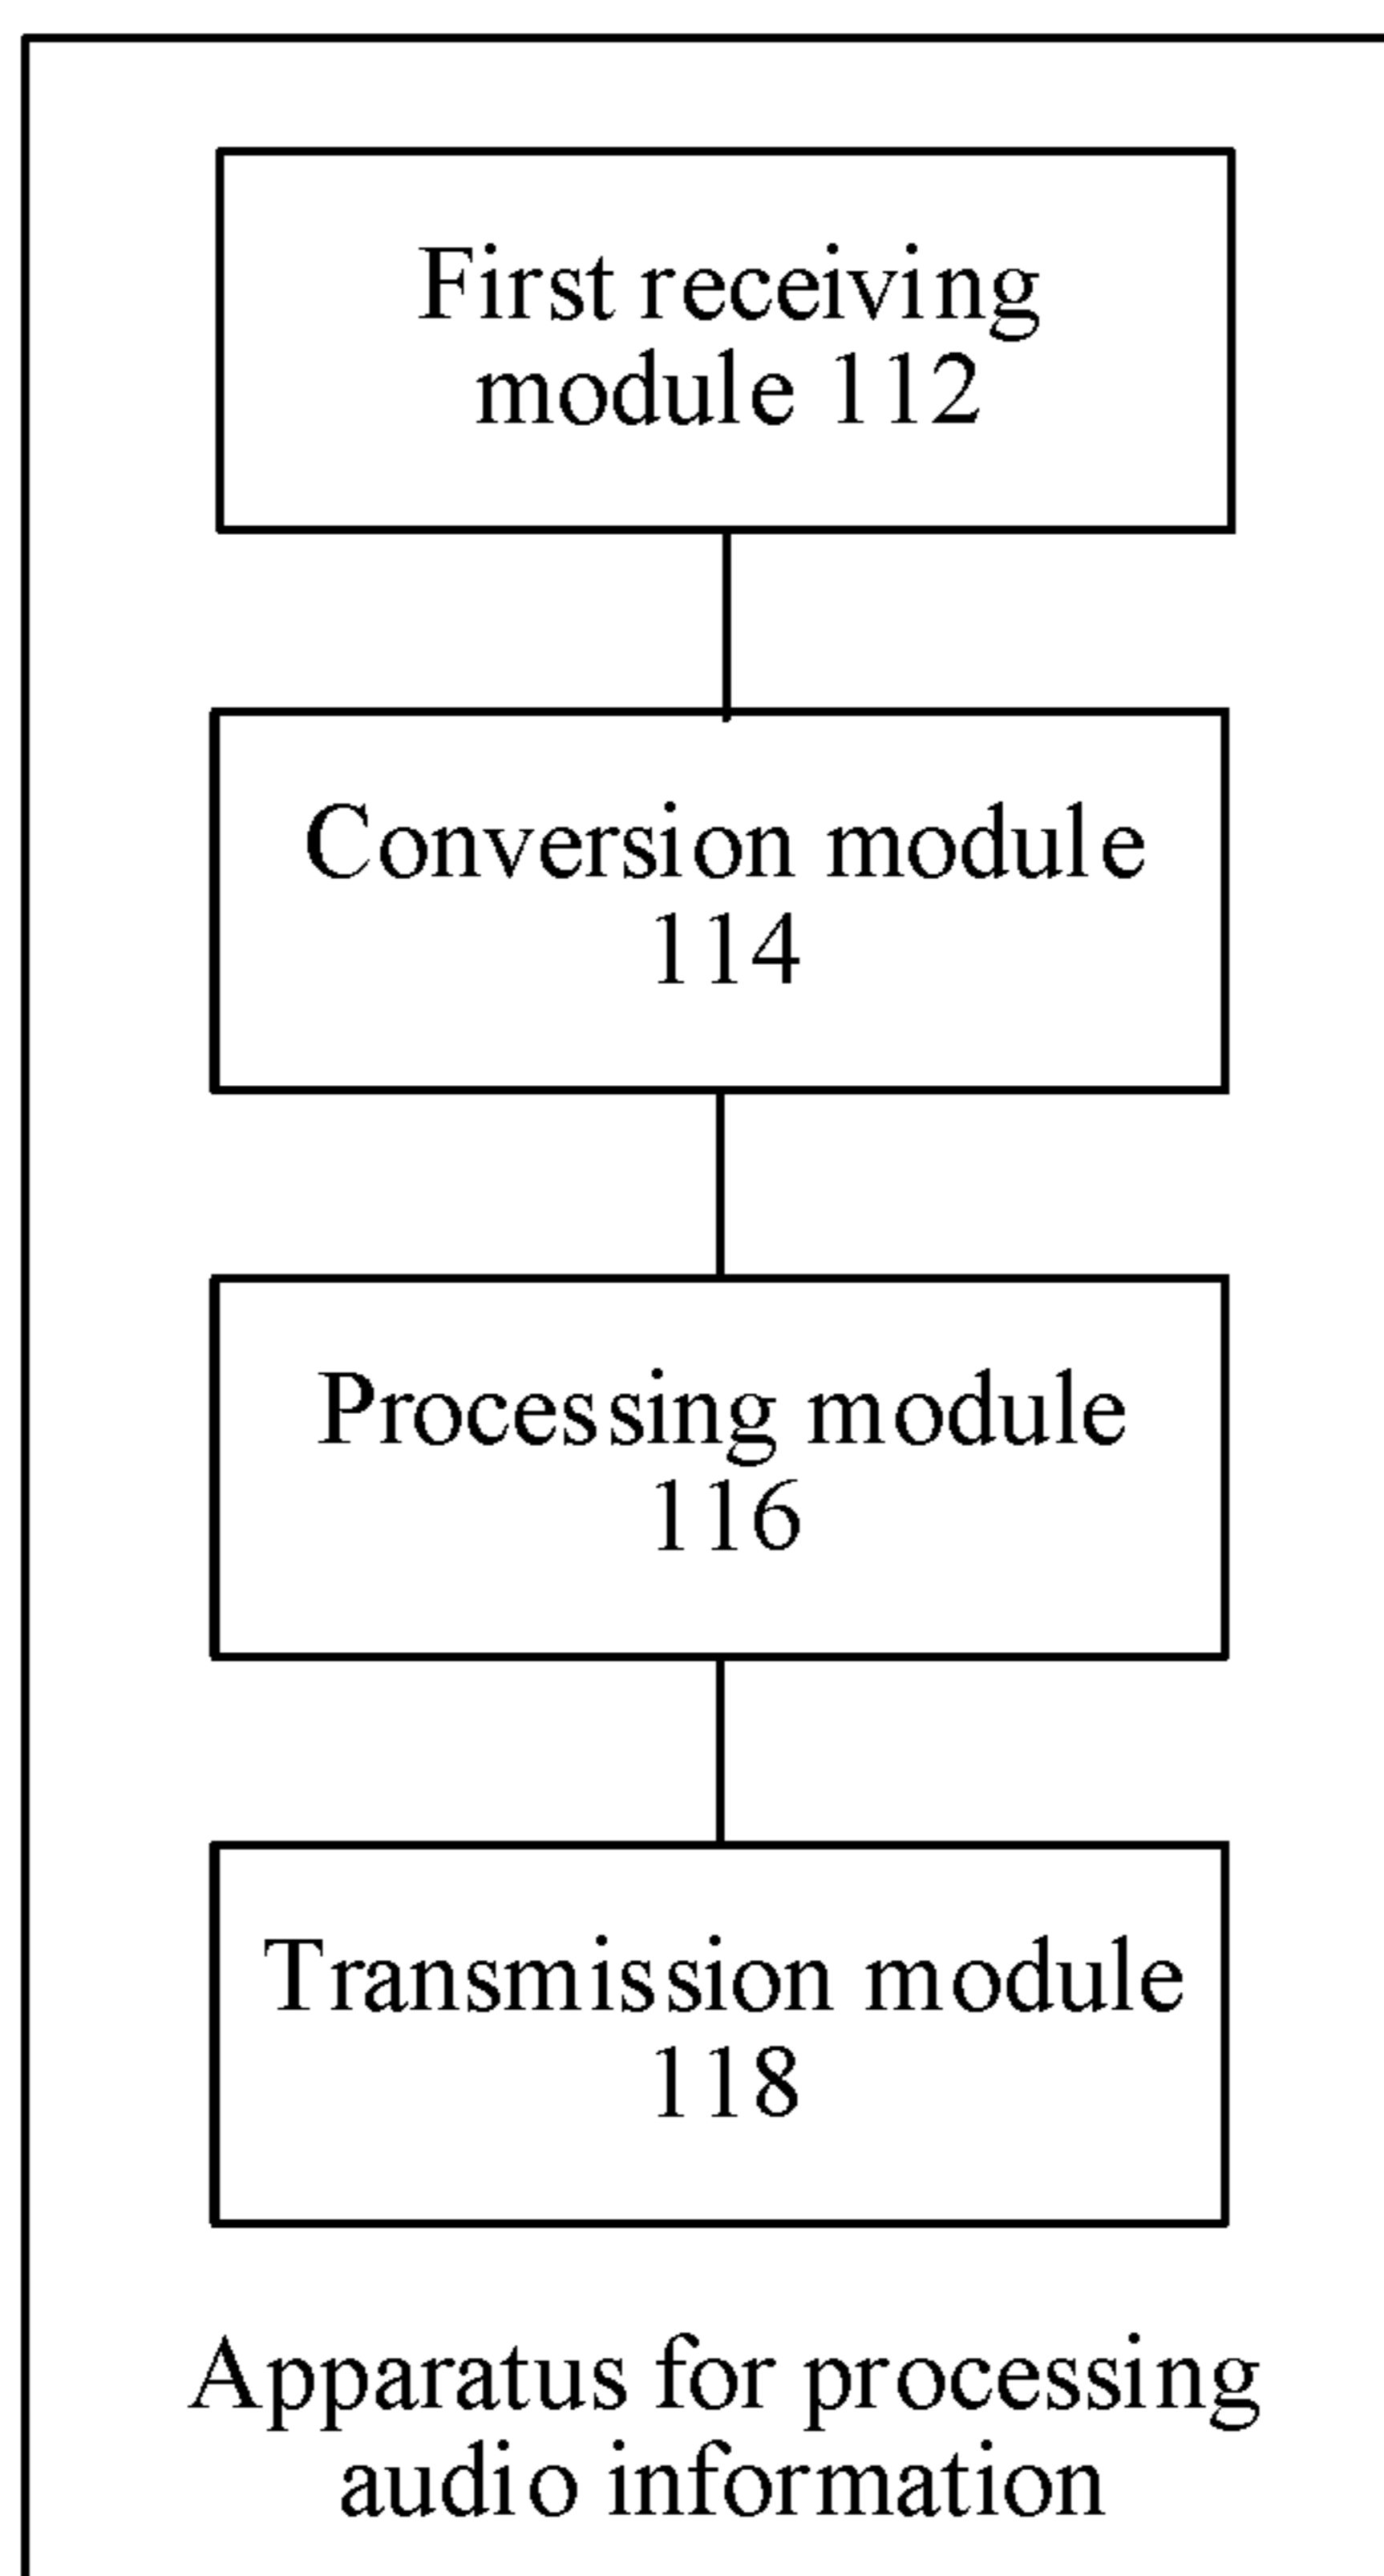 First receiving
module 112
Conversion module
114
Processing module
116
Transmission module
118
Apparatus for processing
audio information